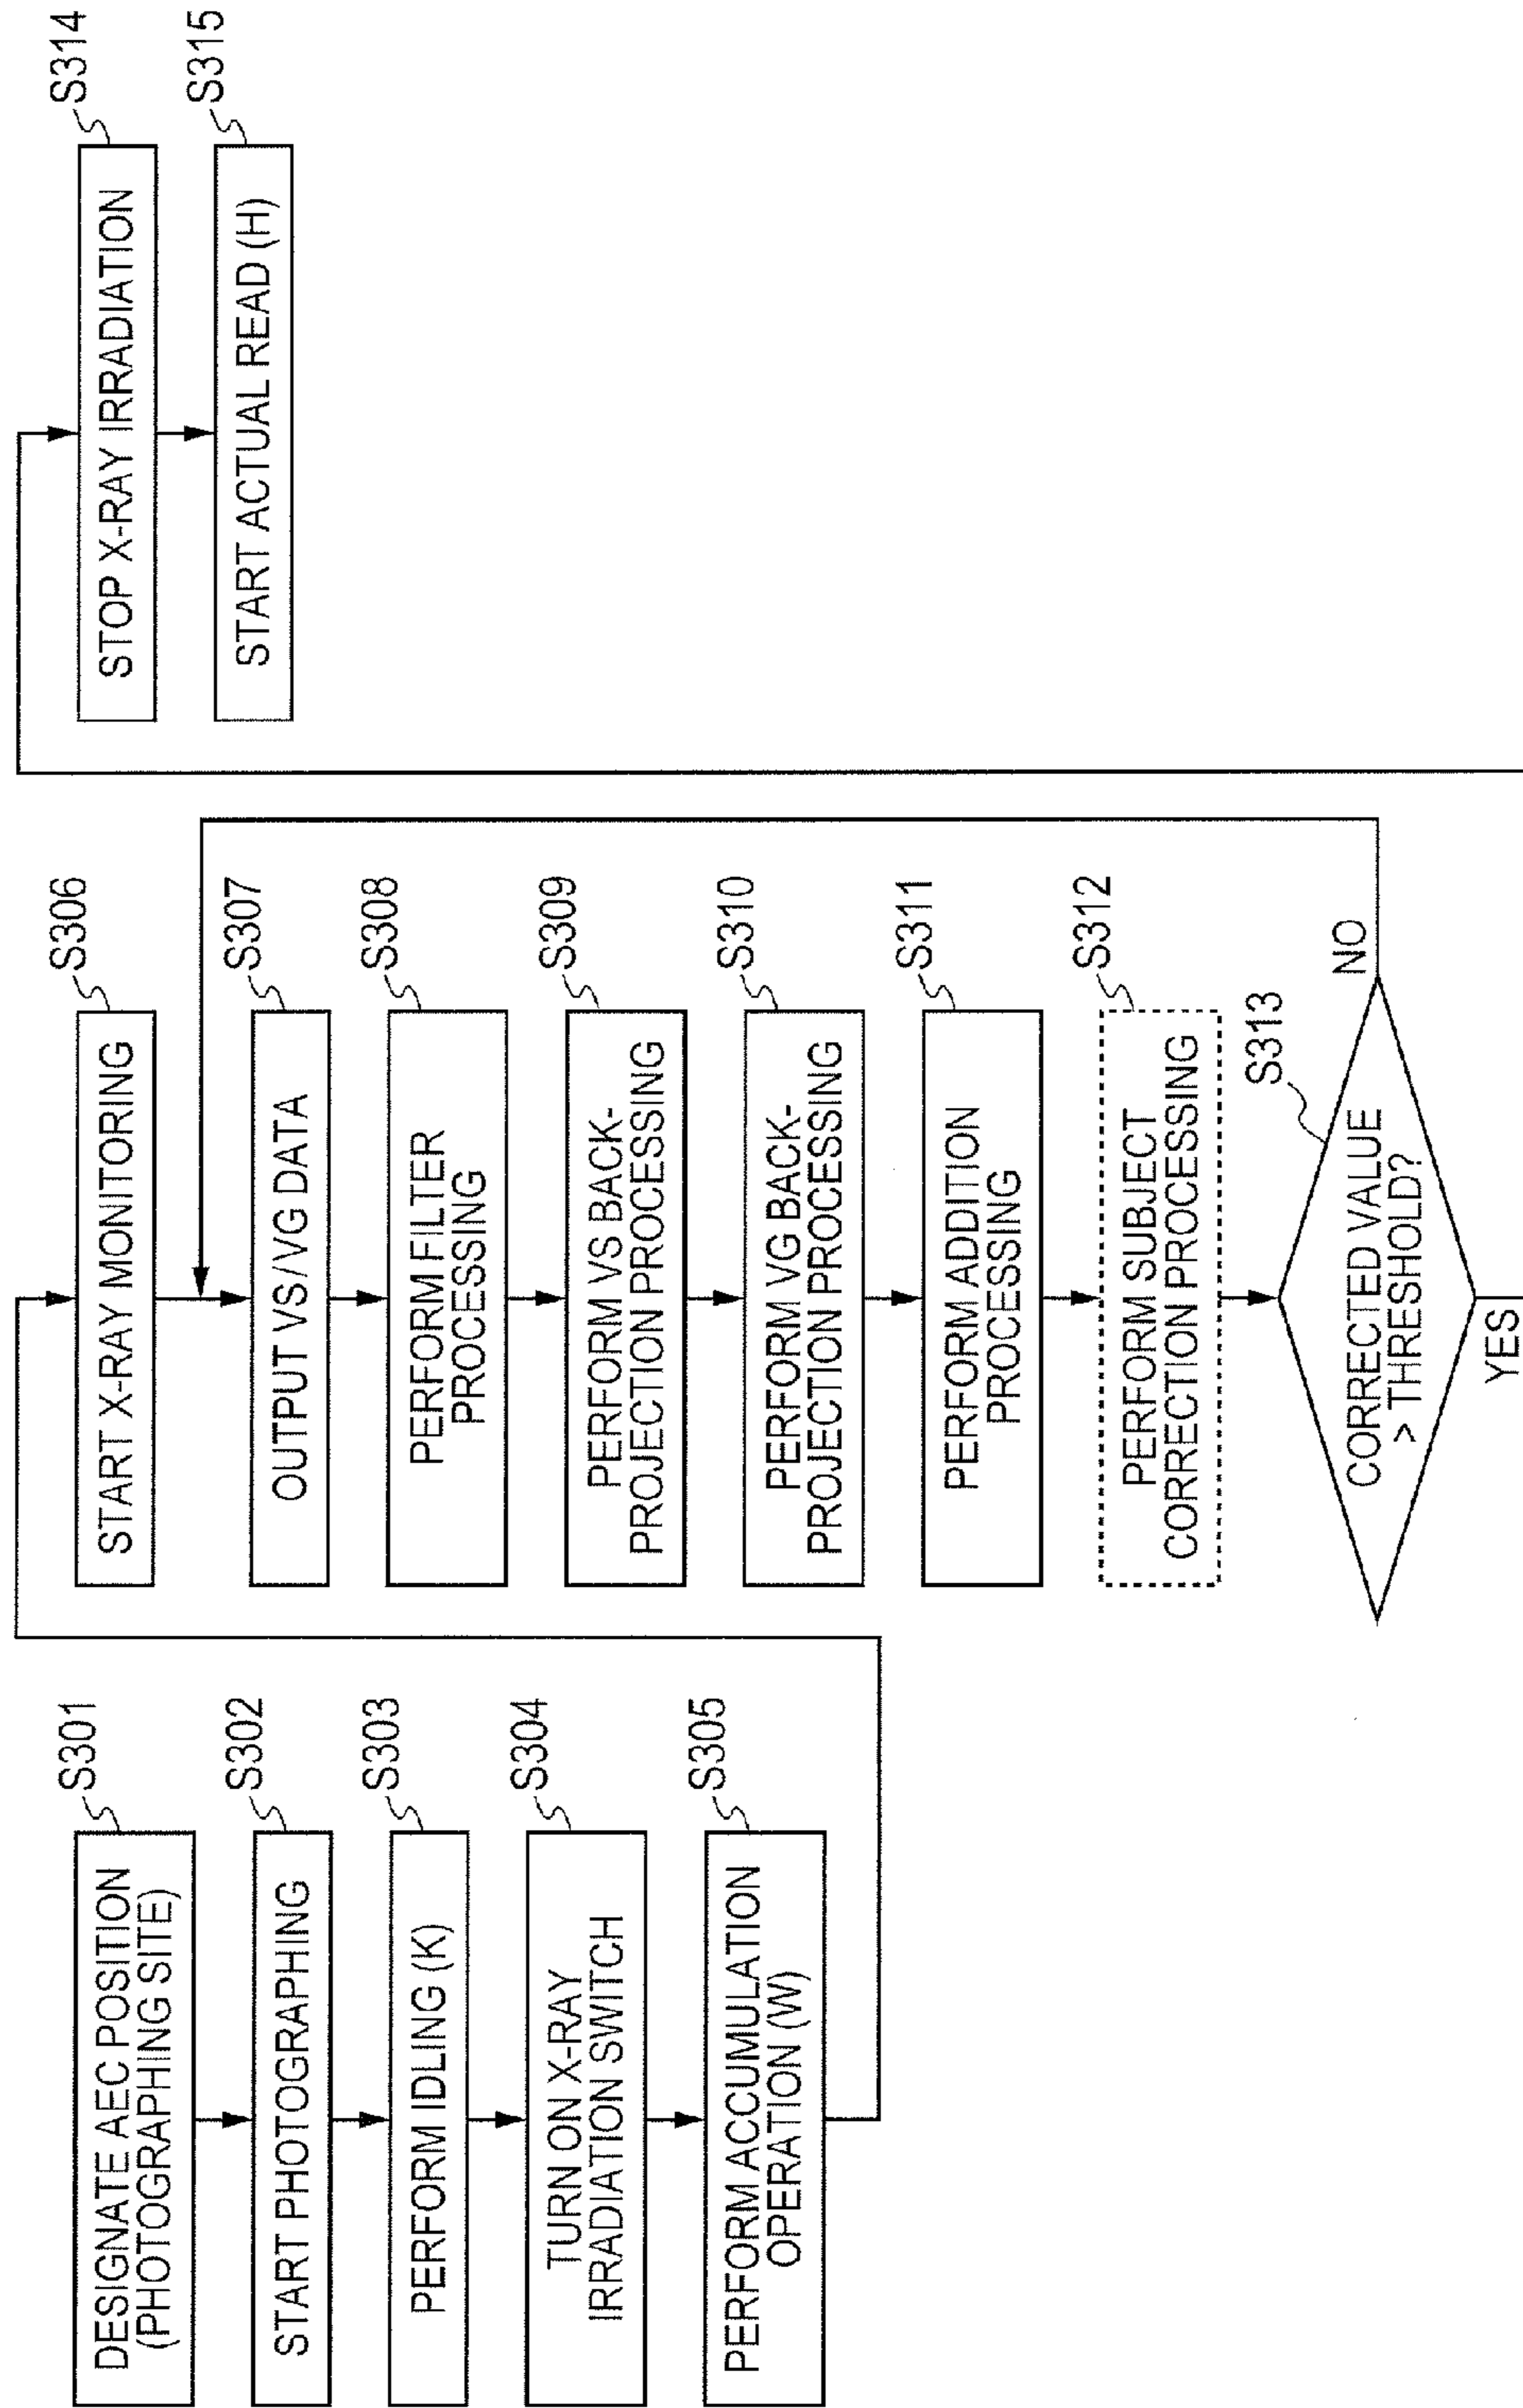 S301
DESIGNATE AEC POSITION
(PHOTOGRAPHING SITE)
S302
START PHOTOGRAPHING
S303
PERFORM IDLING (K)
S304
TURN ON X-RAY
IRRADIATION SWITCH
S305
PERFORM ACCUMULATION
OPERATION (W)
S306
START X-RAY MONITORING
S307
OUTPUT VS/VG DATA
S308
PERFORM FILTER
PROCESSING
S309
PERFORM VS BACK-
PROJECTION PROCESSING
S310
PERFORM VG BACK-
PROJECTION PROCESSING
S311
PERFORM ADDITION
PROCESSING
S312
PERFORM SUBJECT
CORRECTION PROCESSING
S313
CORRECTED VALUE
> THRESHOLD?
NO
YES
S314
STOP X-RAY IRRADIATION
S315
START ACTUAL READ (H)